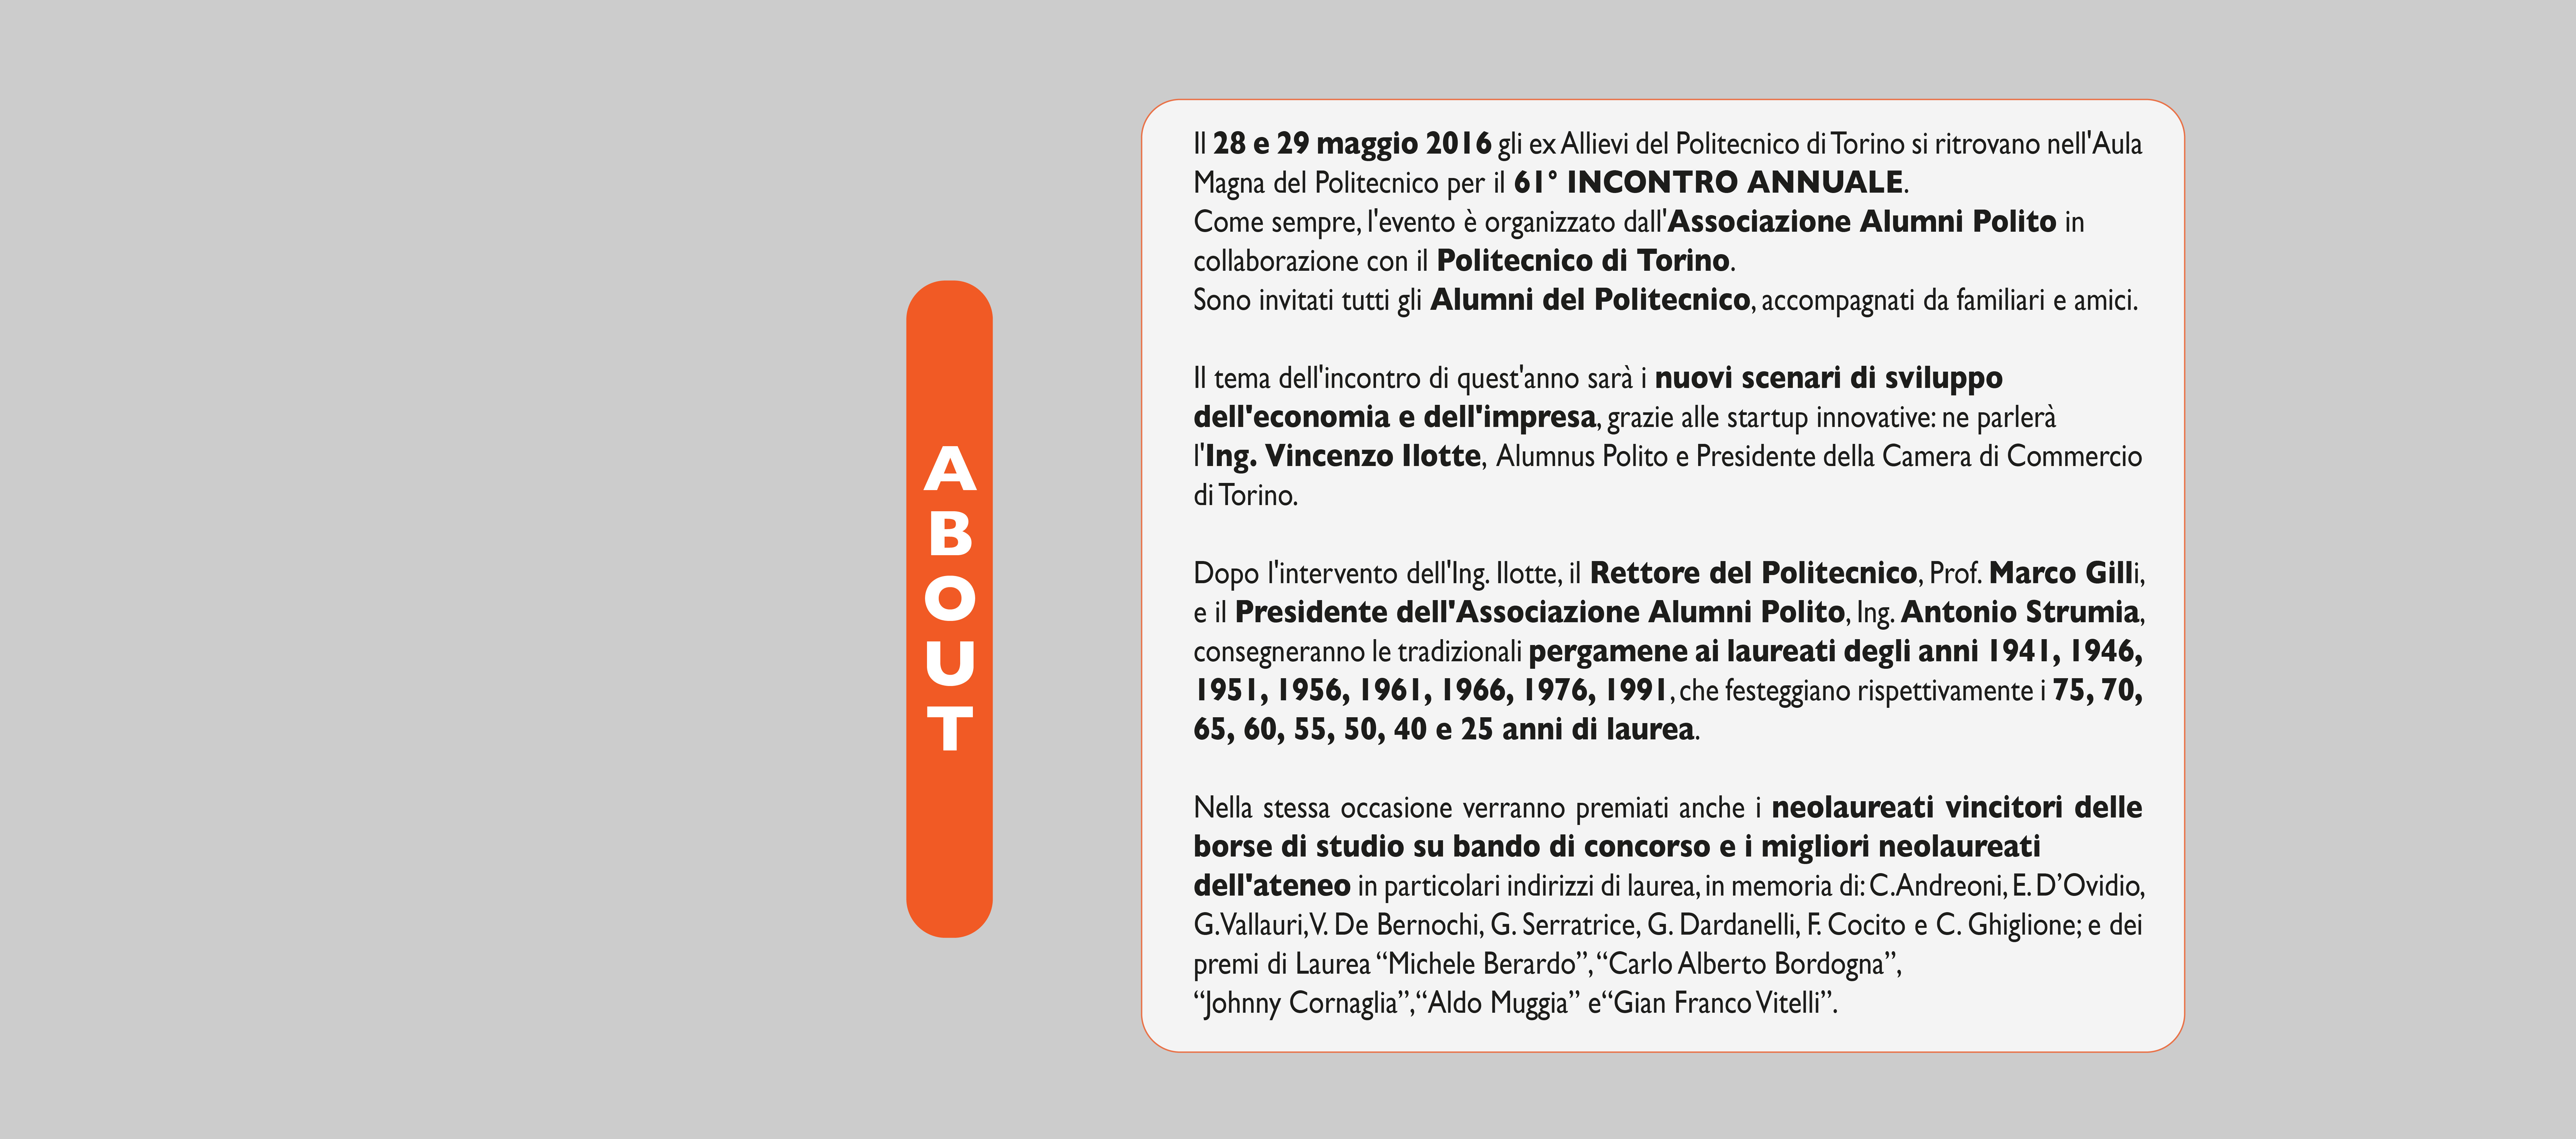 A
B
O
U
T
Il 28 e 29 maggio 2016 gli ex Allievi del Politecnico di Torino si ritrovano nell'Aula
Magna del Politecnico per il 61° INCONTRO ANNUALE.
Come sempre, l'evento è organizzato dall'Associazione Alumni Polito in
collaborazione con il Politecnico di Torino.
Sono invitati tutti gli Alumni del Politecnico, accompagnati da familiari e amici.
Il tema dell'incontro di quest'anno sarà i nuovi scenari di sviluppo
dell'economia e dell'impresa, grazie alle startup innovative: ne parlerà
l'Ing. Vincenzo Ilotte, Alumnus Polito e Presidente della Camera di Commercio
di Torino.
Dopo l'intervento dell'Ing. Ilotte, il Rettore del Politecnico, Prof. Marco Gilli,
e il Presidente dell'Associazione Alumni Polito, Ing. Antonio Strumia,
consegneranno le tradizionali pergamene ai laureati degli anni 1941, 1946,
1951, 1956, 1961, 1966, 1976, 1991, che festeggiano rispettivamente i 75, 70,
65, 60, 55, 50, 40 e 25 anni di laurea.
Nella stessa occasione verranno premiati anche i neolaureati vincitori delle
borse di studio su bando di concorso e i migliori neolaureati
dell'ateneo in particolari indirizzi di laurea, in memoria di: C. Andreoni, E. D’Ovidio,
G. Vallauri, V. De Bernochi, G. Serratrice, G. Dardanelli, F. Cocito e C. Ghiglione; e dei
premi di Laurea “Michele Berardo”, “Carlo Alberto Bordogna”,
“Johnny Cornaglia”, “Aldo Muggia” e“Gian Franco Vitelli”.